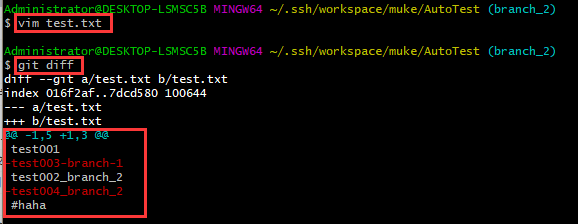 Administrator@DESKTOP-LSMSC5B MINGW64 ~/.ssh/workspace/muke/AutoTest (branch_2)
$ vim test.txt
Administrator@DESKTOP-LSMSC5B MINGW64 ~/.ssh/workspace/muke/AutoTest (branch_2)
$ git diff
diff --git a/test.txt b/test.txt
index 016f2af..7dcd580 100644
--- a/test.txt
+++ b/test.txt
@@ -1,5 +1,3 @@
 test001
-test003-branch-1
 test002_branch_2
-test004_branch_2
 #haha